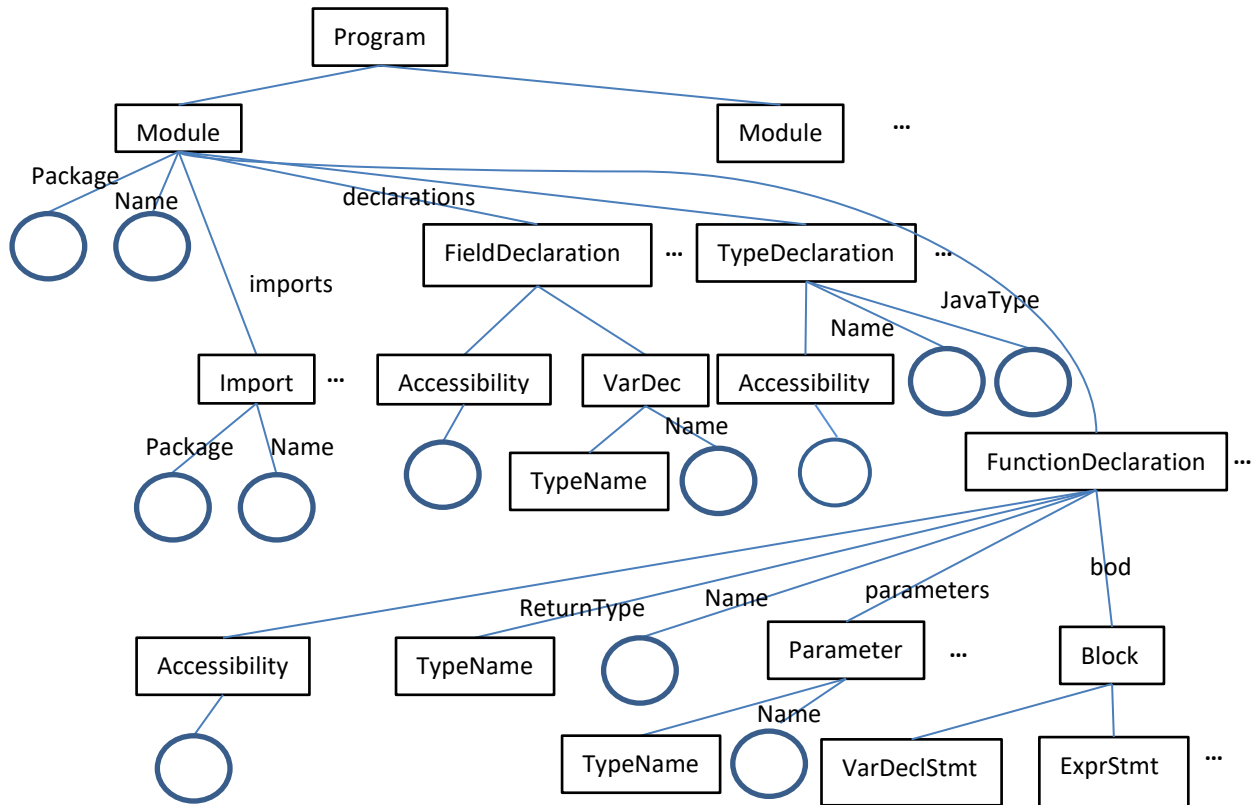 Program
Module
Module
...
Package
Name
declarations
imports
FieldDeclaration
...
TypeDeclaration
...
Name
JavaType
Import
...
Accessibility
VarDec
Accessibility
Package
Name
Name
TypeName
FunctionDeclaration
...
ReturnType
Name
parameters
bod
Accessibility
TypeName
Parameter
...
Block
Name
TypeName
VarDeclStmt
ExprStmt
...